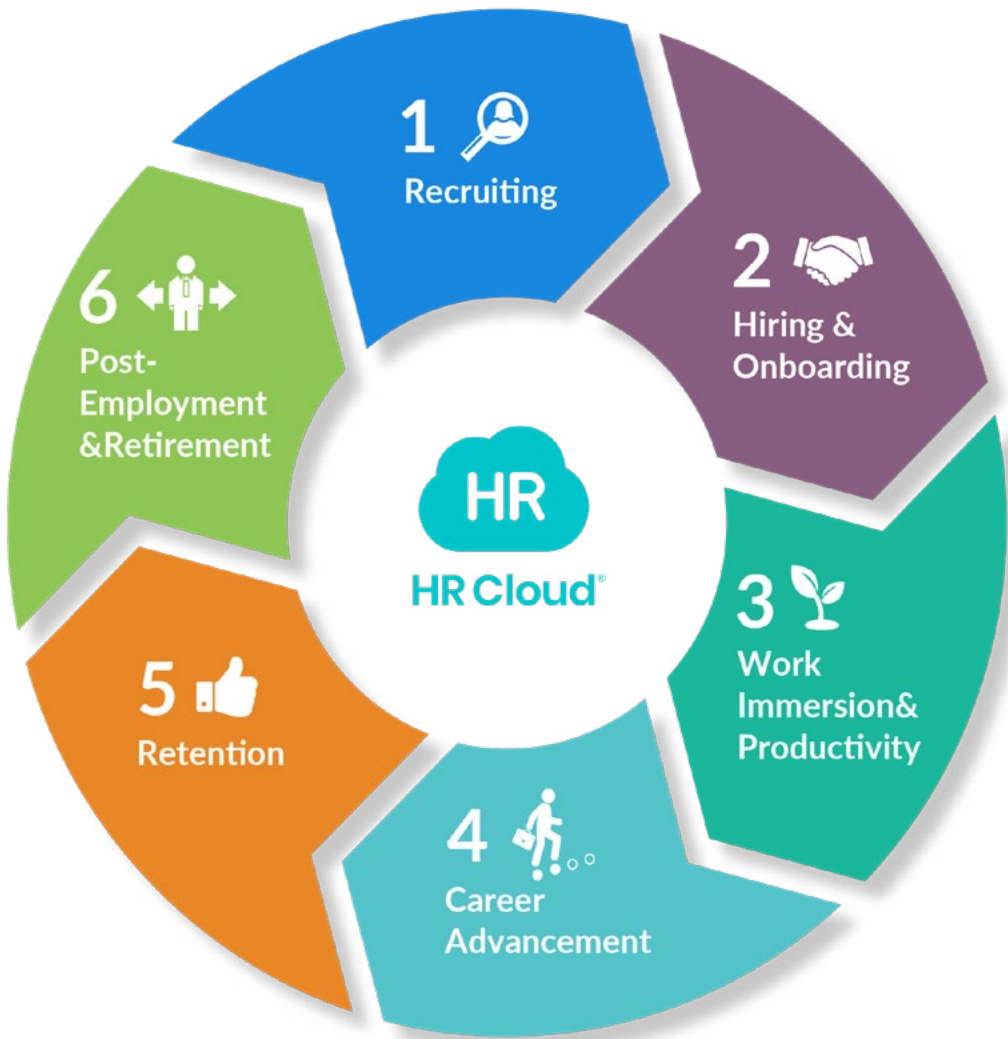 1
Recruiting
2
Hiring &
Onboarding
3
Work
Immersion&
Productivity
4
Career
Advancement
5
Retention
6
Post-
Employment
&Retirement
HR
HR Cloud®